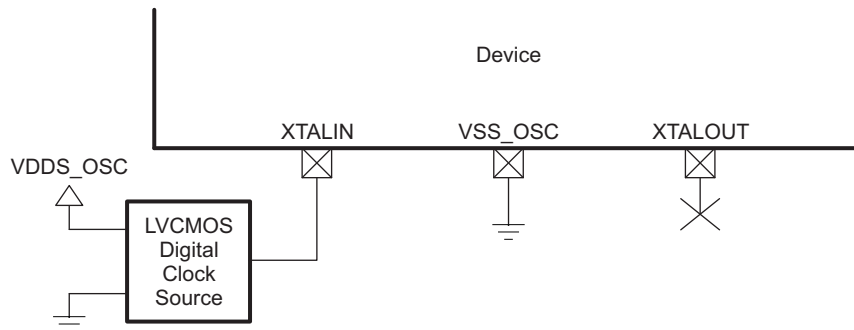 Device
XTALIN
VSS_OSC
XTALOUT
VDDS_OSC
LVCMOS
Digital
Clock
Source